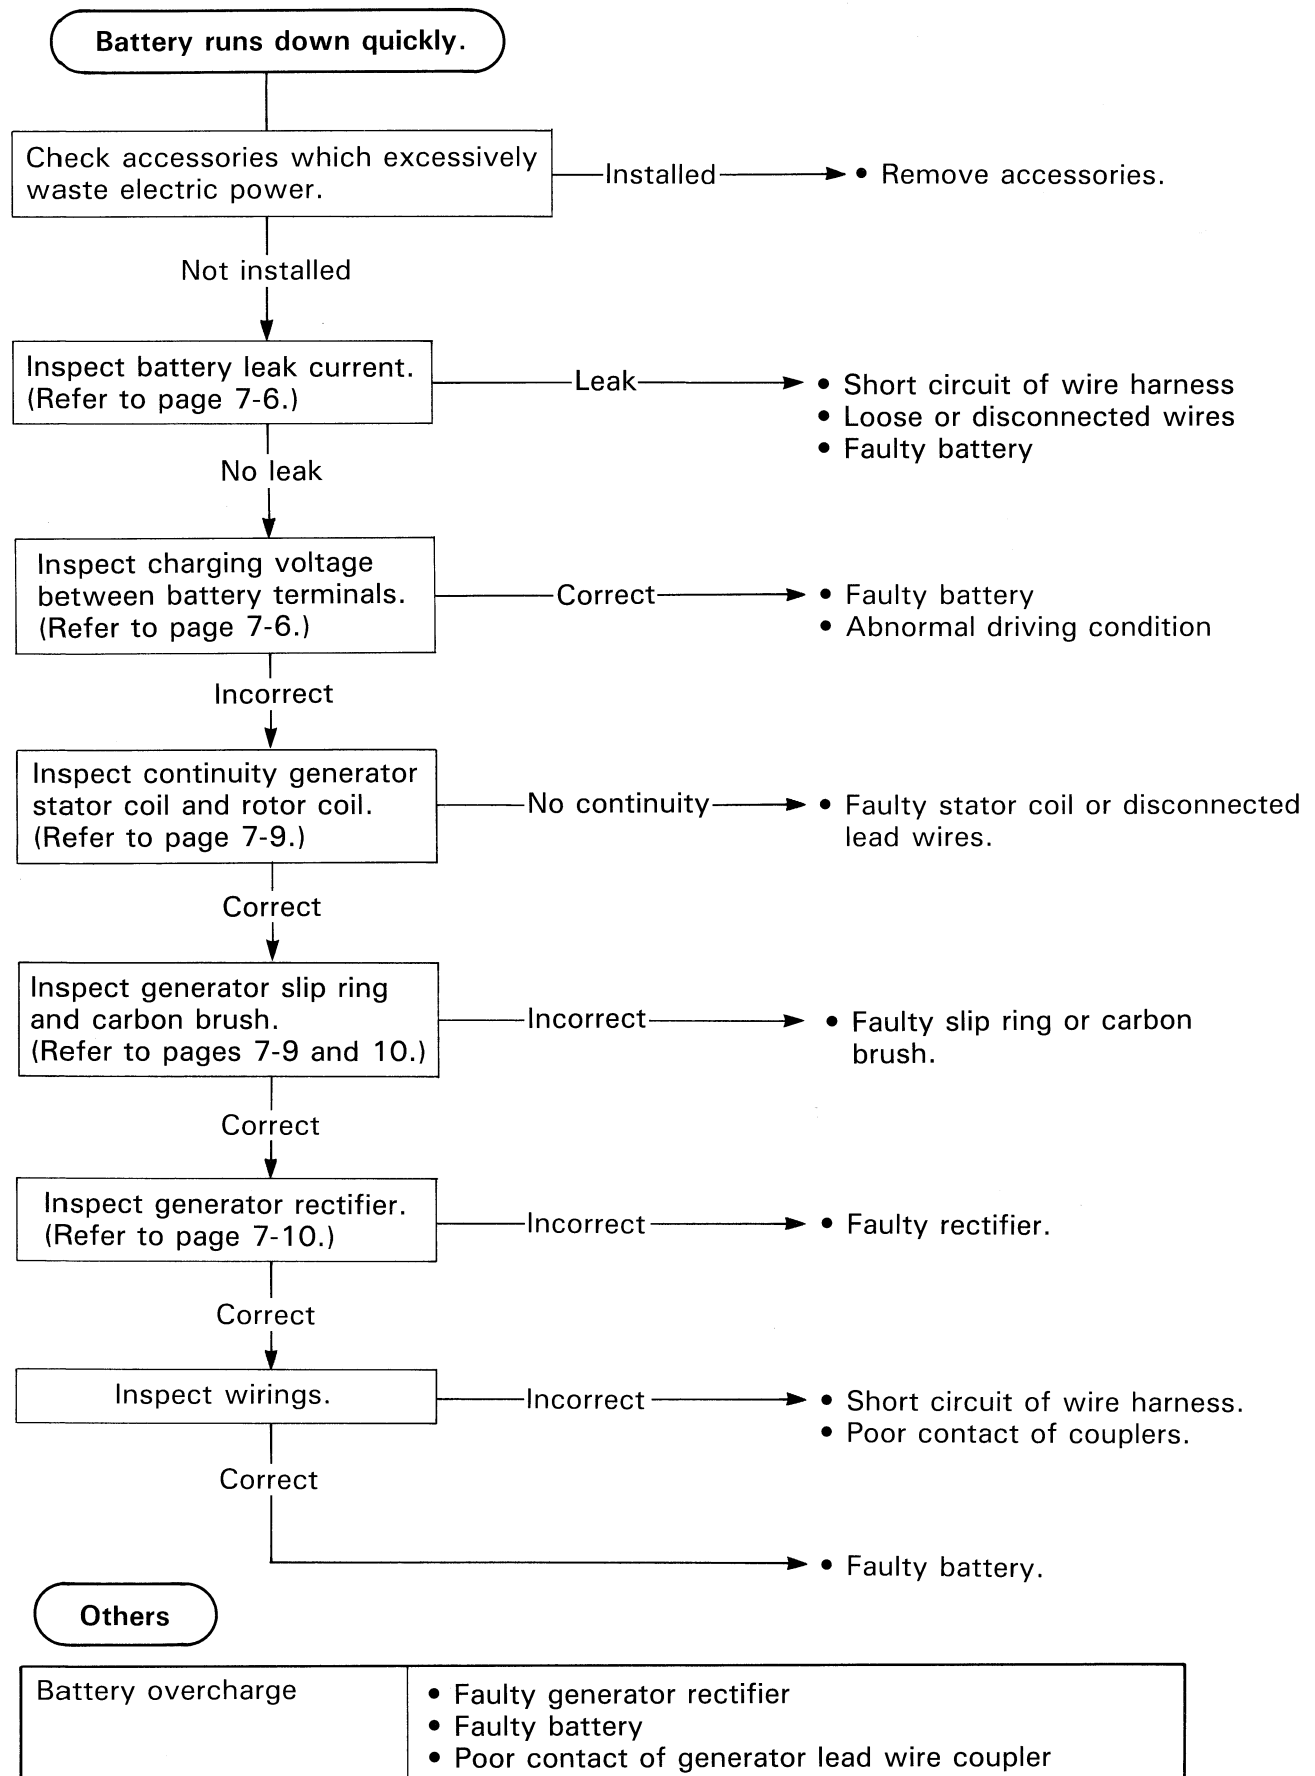 Battery runs down quickly.
Check accessories which excessively
waste electric power.
Installed
• Remove accessories.
Not installed
Inspect battery leak current.
(Refer to page 7-6.)
Leak
• Short circuit of wire harness
• Loose or disconnected wires
• Faulty battery
No leak
Inspect charging voltage
between battery terminals.
(Refer to page 7-6.)
Correct
• Faulty battery
• Abnormal driving condition
Incorrect
Inspect continuity generator
stator coil and rotor coil.
(Refer to page 7-9.)
No continuity
• Faulty stator coil or disconnected
lead wires.
Correct
Inspect generator slip ring
and carbon brush.
(Refer to pages 7-9 and 10.)
Incorrect
• Faulty slip ring or carbon
brush.
Correct
Inspect generator rectifier.
(Refer to page 7-10.)
Incorrect
• Faulty rectifier.
Correct
Inspect wirings.
Incorrect
• Short circuit of wire harness.
• Poor contact of couplers.
Correct
• Faulty battery.
Others
Battery overcharge
• Faulty generator rectifier
• Faulty battery
• Poor contact of generator lead wire coupler